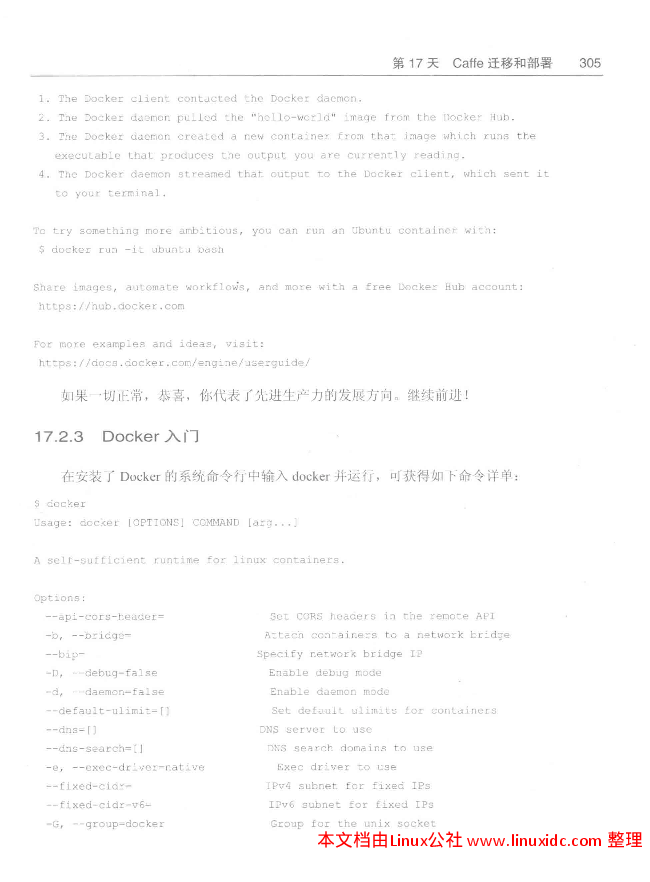 第 17 天 Caffe 迁移和部署 305
1. The Docker client contacted the Docker daemon.
2. The Docker daemon pulled the "hello-world" image from the Docker Hub.
3. The Docker daemon created a new container from that image which runs the
executable that produces the output you are currently reading.
4. The Docker daemon streamed that output to the Docker client, which sent it
to your terminal.
To try something more ambitious, you can run an Ubuntu container with:
$ docker run -it ubuntu bash
Share images, automate workflows, and more with a free Docker Hub account:
https://hub.docker.com
For more examples and ideas, visit:
https://docs.docker.com/engine/userguide/
如果一切正常，恭喜，你代表了先进生产力的发展方向。继续前进！
17.2.3 Docker 入门
在安装了 Docker 的系统命令行中输入 docker 并运行，可获得如下命令详单：
$ docker
Usage: docker [OPTIONS] COMMAND [arg...]
A self-sufficient runtime for linux containers.
Options:
--api-cors-header= Set CORS headers in the remote API
-b, --bridge= Attach containers to a network bridge
--bip= Specify network bridge IP
-D, --debug=false Enable debug mode
-d, --daemon=false Enable daemon mode
--default-ulimit=[] Set default ulimits for containers
--dns=[] DNS server to use
--dns-search=[] DNS search domains to use
-e, --exec-driver=native Exec driver to use
--fixed-cidr= IPv4 subnet for fixed IPs
--fixed-cidr-v6= IPv6 subnet for fixed IPs
-G, --group=docker Group for the unix socket
本文档由Linux公社 www.linuxidc.com 整理